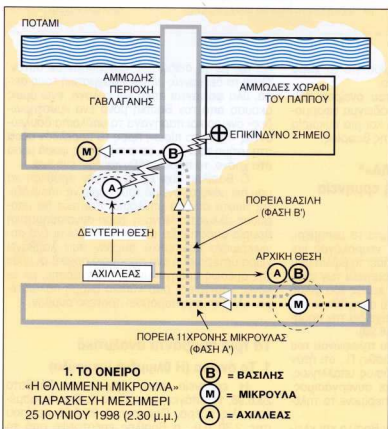 ΠΟΤΑΜΙ
ΑΜΜΩΔΗΣ
ΠΕΡΙΟΧΗ
ΓΑΒΛΑΓΑΝΗΣ
ΑΜΜΩΔΕΣ ΧΩΡΑΦΙ
ΤΟΥ ΠΑΠΠΟΥ
ΕΠΙΚΙΝΔΥΝΟ ΣΗΜΕΙΟ
Μ
Β
Α
ΠΟΡΕΙΑ ΒΑΣΙΛΗ
(ΦΑΣΗ Β')
ΔΕΥΤΕΡΗ ΘΕΣΗ
ΑΡΧΙΚΗ ΘΕΣΗ
ΑΧΙΛΛΕΑΣ
Α Β
Μ
ΠΟΡΕΙΑ 11ΧΡΟΝΗΣ ΜΙΚΡΟΥΛΑΣ
(ΦΑΣΗ Α')
1. ΤΟ ΟΝΕΙΡΟ
«Η ΘΛΙΜΜΕΝΗ ΜΙΚΡΟΥΛΑ»
ΠΑΡΑΣΚΕΥΗ ΜΕΣΗΜΕΡΙ
25 ΙΟΥΝΙΟΥ 1998 (2.30 μ.μ.)
Β = ΒΑΣΙΛΗΣ
Μ = ΜΙΚΡΟΥΛΑ
Α = ΑΧΙΛΛΕΑΣ